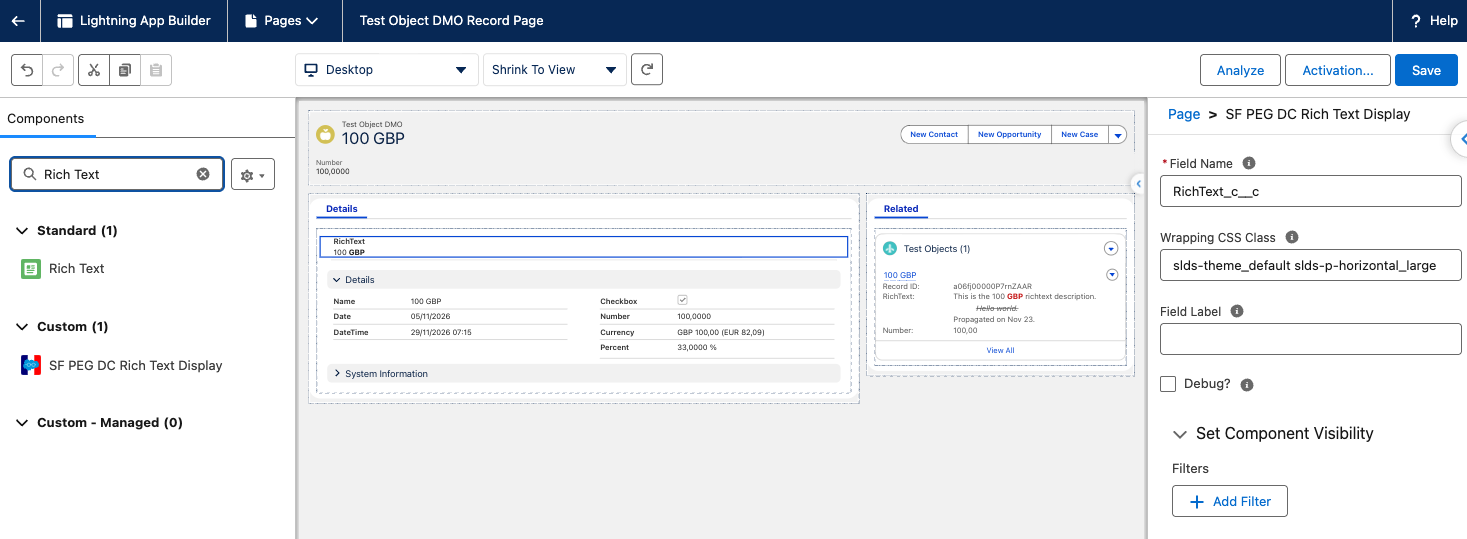 Lightning App Builder
Pages
Test Object DMO Record Page
? Help
Desktop
Shrink To View
Analyze
Activation...
Save
Components
Rich Text
Standard (1)
Rich Text
Custom (1)
SF PEG DC Rich Text Display
Custom - Managed (0)
Test Object DMO
100 GBP
New Contact
New Opportunity
New Case
Number
100,0000
Details
RichText
100 GBP
Details
Name 100 GBP Checkbox
Date 05/11/2026 Number 100,0000
DateTime 29/11/2026 07:15 Currency GBP 100,00 (EUR 82,09)
Percent 33,0000 %
System Information
Related
Test Objects (1)
100 GBP
Record ID: a06fj00000P7rnZAAR
RichText: This is the 100 GBP richtext description.
Hello world.
Propagated on Nov 23.
Number: 100,00
View All
Page > SF PEG DC Rich Text Display
* Field Name
RichText_c__c
Wrapping CSS Class
slds-theme_default slds-p-horizontal_large
Field Label
Debug?
Set Component Visibility
Filters
+ Add Filter